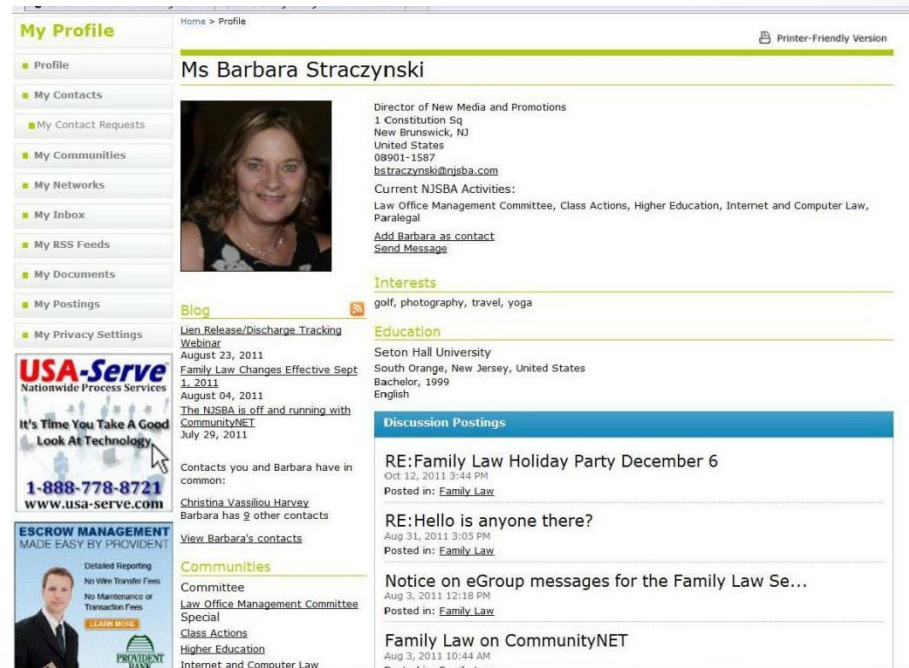 Home > Profile
Printer-Friendly Version
My Profile
Profile
My Contacts
My Contact Requests
My Communities
My Networks
My Inbox
My RSS Feeds
My Documents
My Postings
My Privacy Settings
USA-Serve
Nationwide Process Services
It's Time You Take A Good
Look At Technology
1-888-778-8721
www.usa-serve.com
ESCROW MANAGEMENT
MADE EASY BY PROVIDENT
Detailed Reporting
No Wire Transfer Fees
No Maintenance or
Transaction Fees
LEARN MORE
PROVIDENT
BANK
Ms Barbara Straczynski
Director of New Media and Promotions
1 Constitution Sq
New Brunswick, NJ
United States
08901-1587
bstraczynski@njsba.com
Current NJSBA Activities:
Law Office Management Committee, Class Actions, Higher Education, Internet and Computer Law,
Paralegal
Add Barbara as contact
Send Message
Interests
golf, photography, travel, yoga
Education
Seton Hall University
South Orange, New Jersey, United States
Bachelor, 1999
English
Blog
Lien Release/Discharge Tracking
Webinar
August 23, 2011
Family Law Changes Effective Sept
1, 2011
August 04, 2011
The NJSBA is off and running with
CommunityNET
July 29, 2011
Contacts you and Barbara have in
common:
Christina Vassiliou Harvey
Barbara has 9 other contacts
View Barbara's contacts
Communities
Committee
Law Office Management Committee
Special
Class Actions
Higher Education
Internet and Computer Law
Discussion Postings
RE:Family Law Holiday Party December 6
Oct 12, 2011 3:44 PM
Posted in: Family Law
RE:Hello is anyone there?
Aug 31, 2011 3:05 PM
Posted in: Family Law
Notice on eGroup messages for the Family Law Se...
Aug 3, 2011 12:18 PM
Posted in: Family Law
Family Law on CommunityNET
Aug 3, 2011 10:44 AM